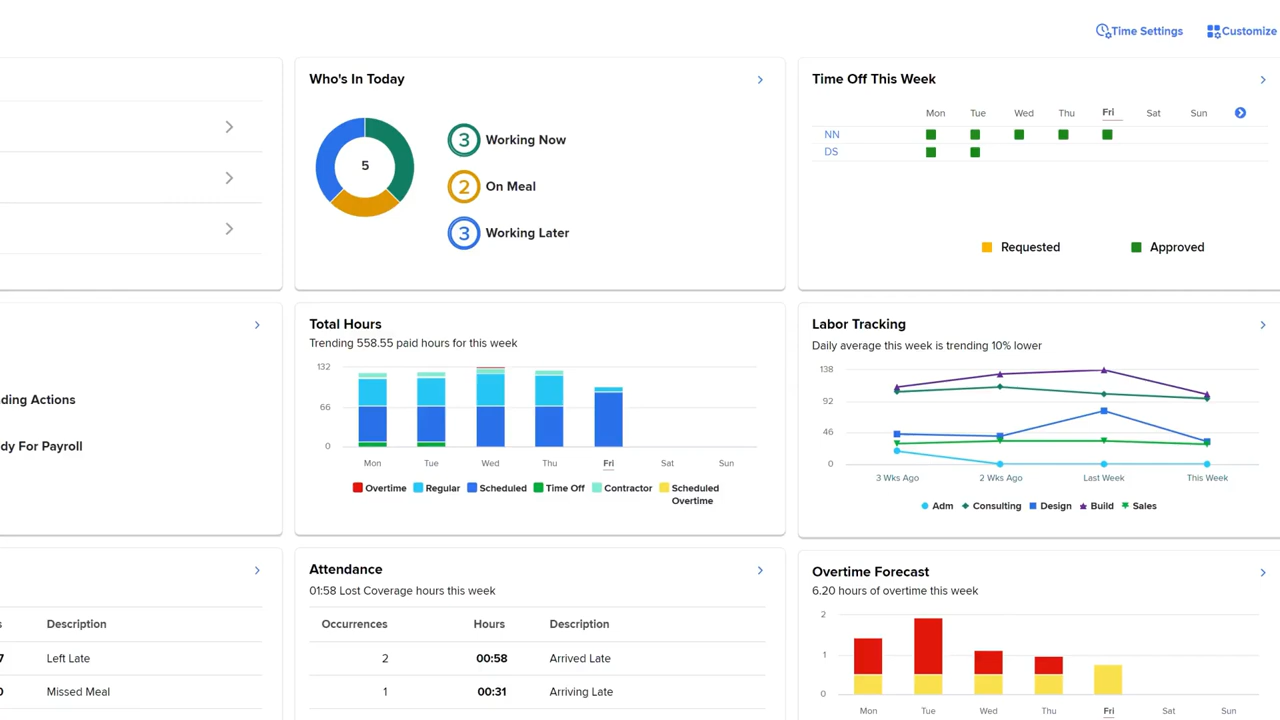 Time Settings
Customize
Who's In Today
5
3 Working Now
2 On Meal
3 Working Later
Time Off This Week
Mon Tue Wed Thu Fri Sat Sun
NN
DS
Requested Approved
ding Actions
dy For Payroll
Total Hours
Trending 558.55 paid hours for this week
132
66
0
Mon Tue Wed Thu Fri Sat Sun
Overtime Regular Scheduled Time Off Contractor Scheduled
Overtime
Labor Tracking
Daily average this week is trending 10% lower
138
92
46
0
3 Wks Ago 2 Wks Ago Last Week This Week
Adm Consulting Design Build Sales
s Description
7 Left Late
0 Missed Meal
Attendance
01:58 Lost Coverage hours this week
Occurrences Hours Description
2 00:58 Arrived Late
1 00:31 Arriving Late
Overtime Forecast
6.20 hours of overtime this week
2
1
0
Mon Tue Wed Thu Fri Sat Sun